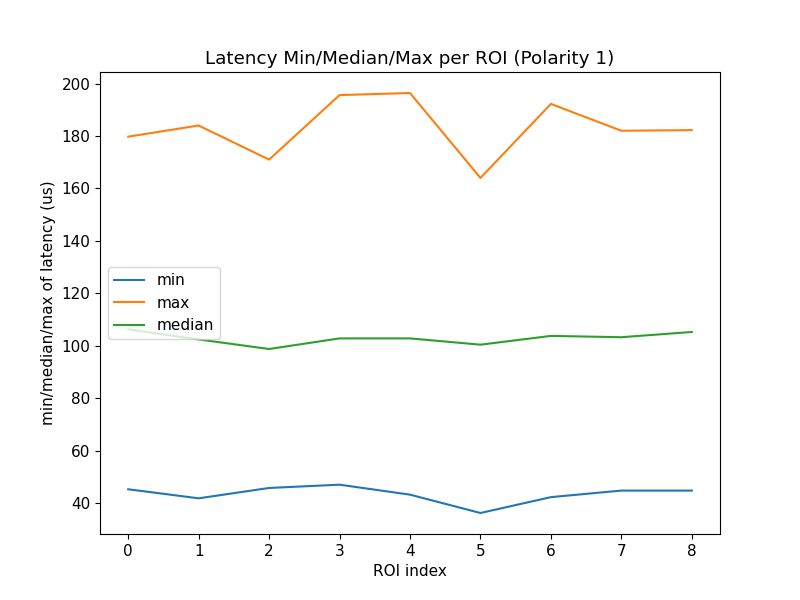 Latency Min/Median/Max per ROI (Polarity 1)
min/median/max of latency (us)
200
180
160
140
120
100
80
60
40
min
max
median
0 1 2 3 4 5 6 7 8
ROI index